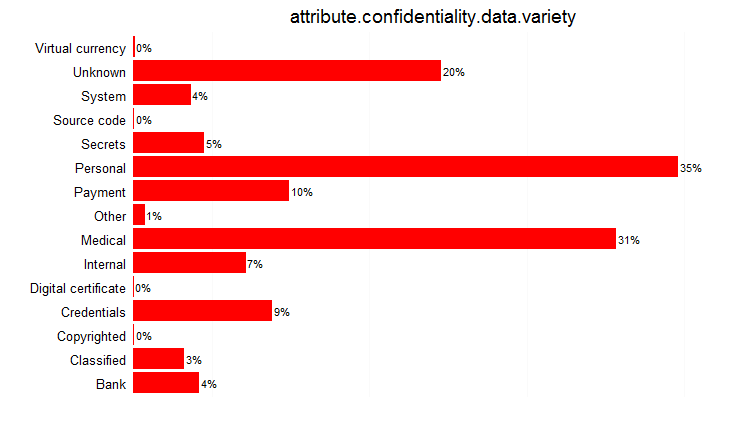 attribute.confidentiality.data.variety
Virtual currency 0%
Unknown 20%
System 4%
Source code 0%
Secrets 5%
Personal 35%
Payment 10%
Other 1%
Medical 31%
Internal 7%
Digital certificate 0%
Credentials 9%
Copyrighted 0%
Classified 3%
Bank 4%